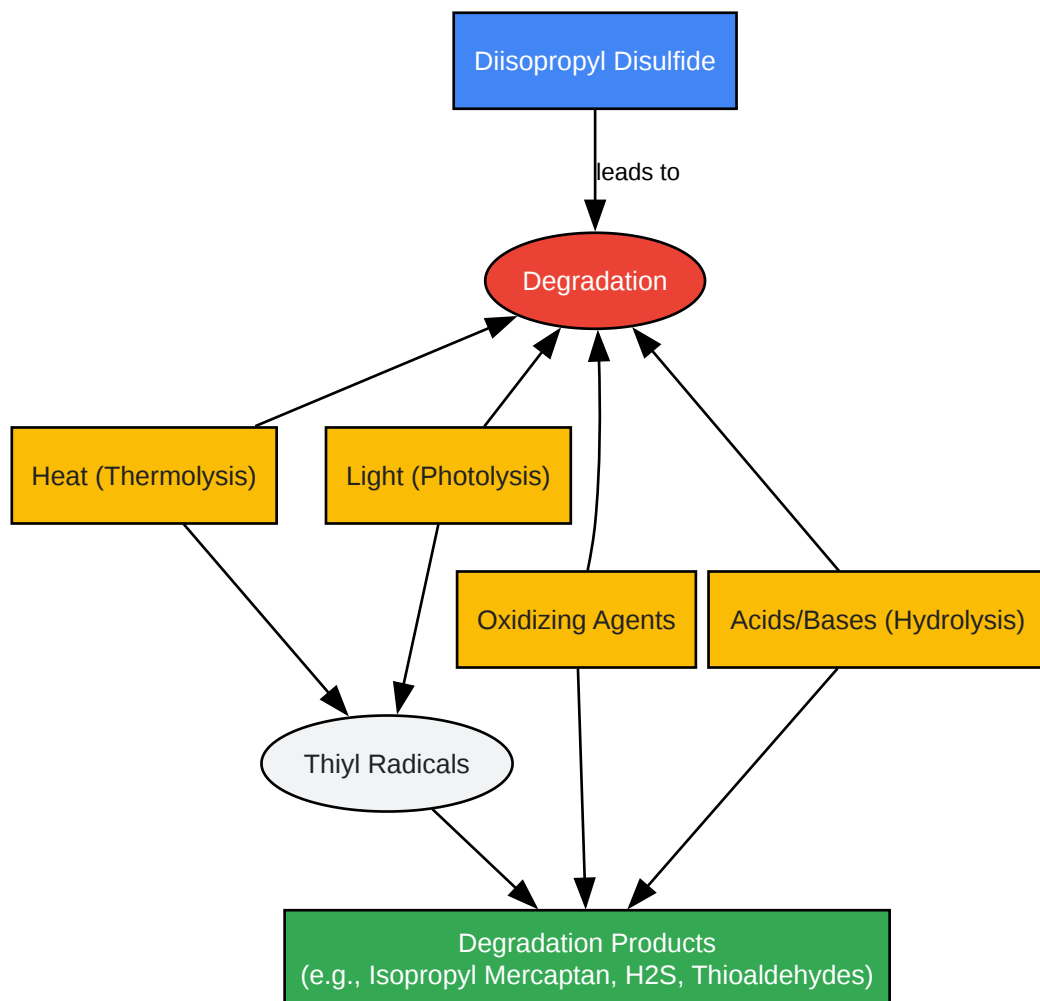 Diisopropyl Disulfide
leads to
Degradation
Heat (Thermolysis)
Light (Photolysis)
Oxidizing Agents
Acids/Bases (Hydrolysis)
Thiyl Radicals
Degradation Products
(e.g., Isopropyl Mercaptan, H2S, Thioaldehydes)